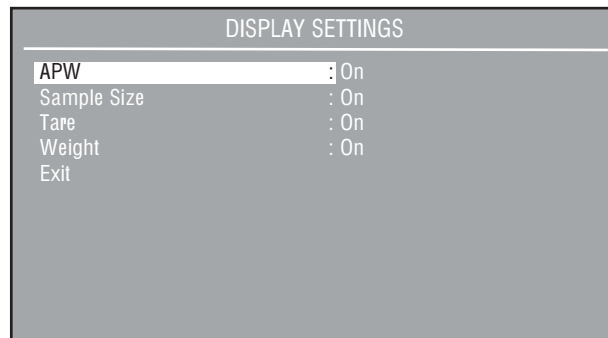 DISPLAY SETTINGS
APW : On
Sample Size : On
Tare : On
Weight : On
Exit